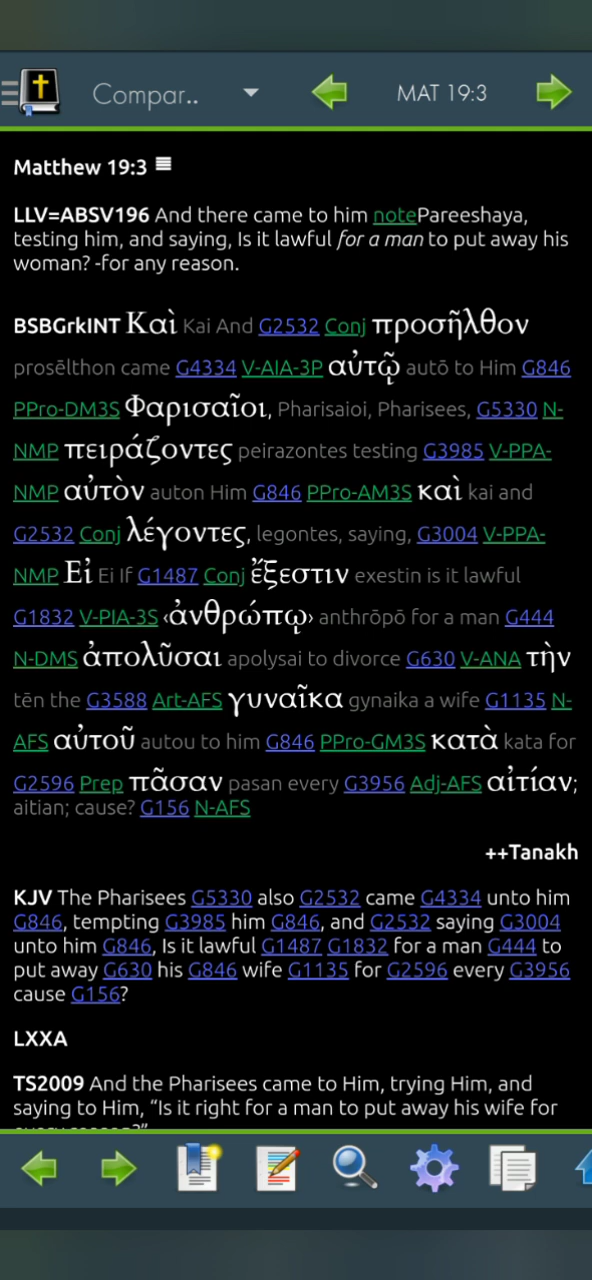 Compar..
MAT 19:3
Matthew 19:3
LLV=ABSV196 And there came to him notePareeshaya,
testing him, and saying, Is it lawful for a man to put away his
woman? -for any reason.
BSBGrkINT Καὶ Kai And G2532 Conj προσῆλθον
prosēlthon came G4334 V-AIA-3P αὐτῷ autō to Him G846
PPro-DM3S Φαρισαῖοι, Pharisaioi, Pharisees, G5330 N-
NMP πειράζοντες peirazontes testing G3985 V-PPA-
NMP αὐτὸν auton Him G846 PPro-AM3S καὶ kai and
G2532 Conj λέγοντες, legontes, saying, G3004 V-PPA-
NMP Εἰ Ei If G1487 Conj ἔξεστιν exestin is it lawful
G1832 V-PIA-3S ‹ἀνθρώπῳ› anthrōpō for a man G444
N-DMS ἀπολῦσαι apolysai to divorce G630 V-ANA τὴν
tēn the G3588 Art-AFS γυναῖκα gynaika a wife G1135 N-
AFS αὐτοῦ autou to him G846 PPro-GM3S κατὰ kata for
G2596 Prep πᾶσαν pasan every G3956 Adj-AFS αἰτίαν;
aitian; cause? G156 N-AFS
++Tanakh
KJV The Pharisees G5330 also G2532 came G4334 unto him
G846, tempting G3985 him G846, and G2532 saying G3004
unto him G846, Is it lawful G1487 G1832 for a man G444 to
put away G630 his G846 wife G1135 for G2596 every G3956
cause G156?
LXXA
TS2009 And the Pharisees came to Him, trying Him, and
saying to Him, “Is it right for a man to put away his wife for